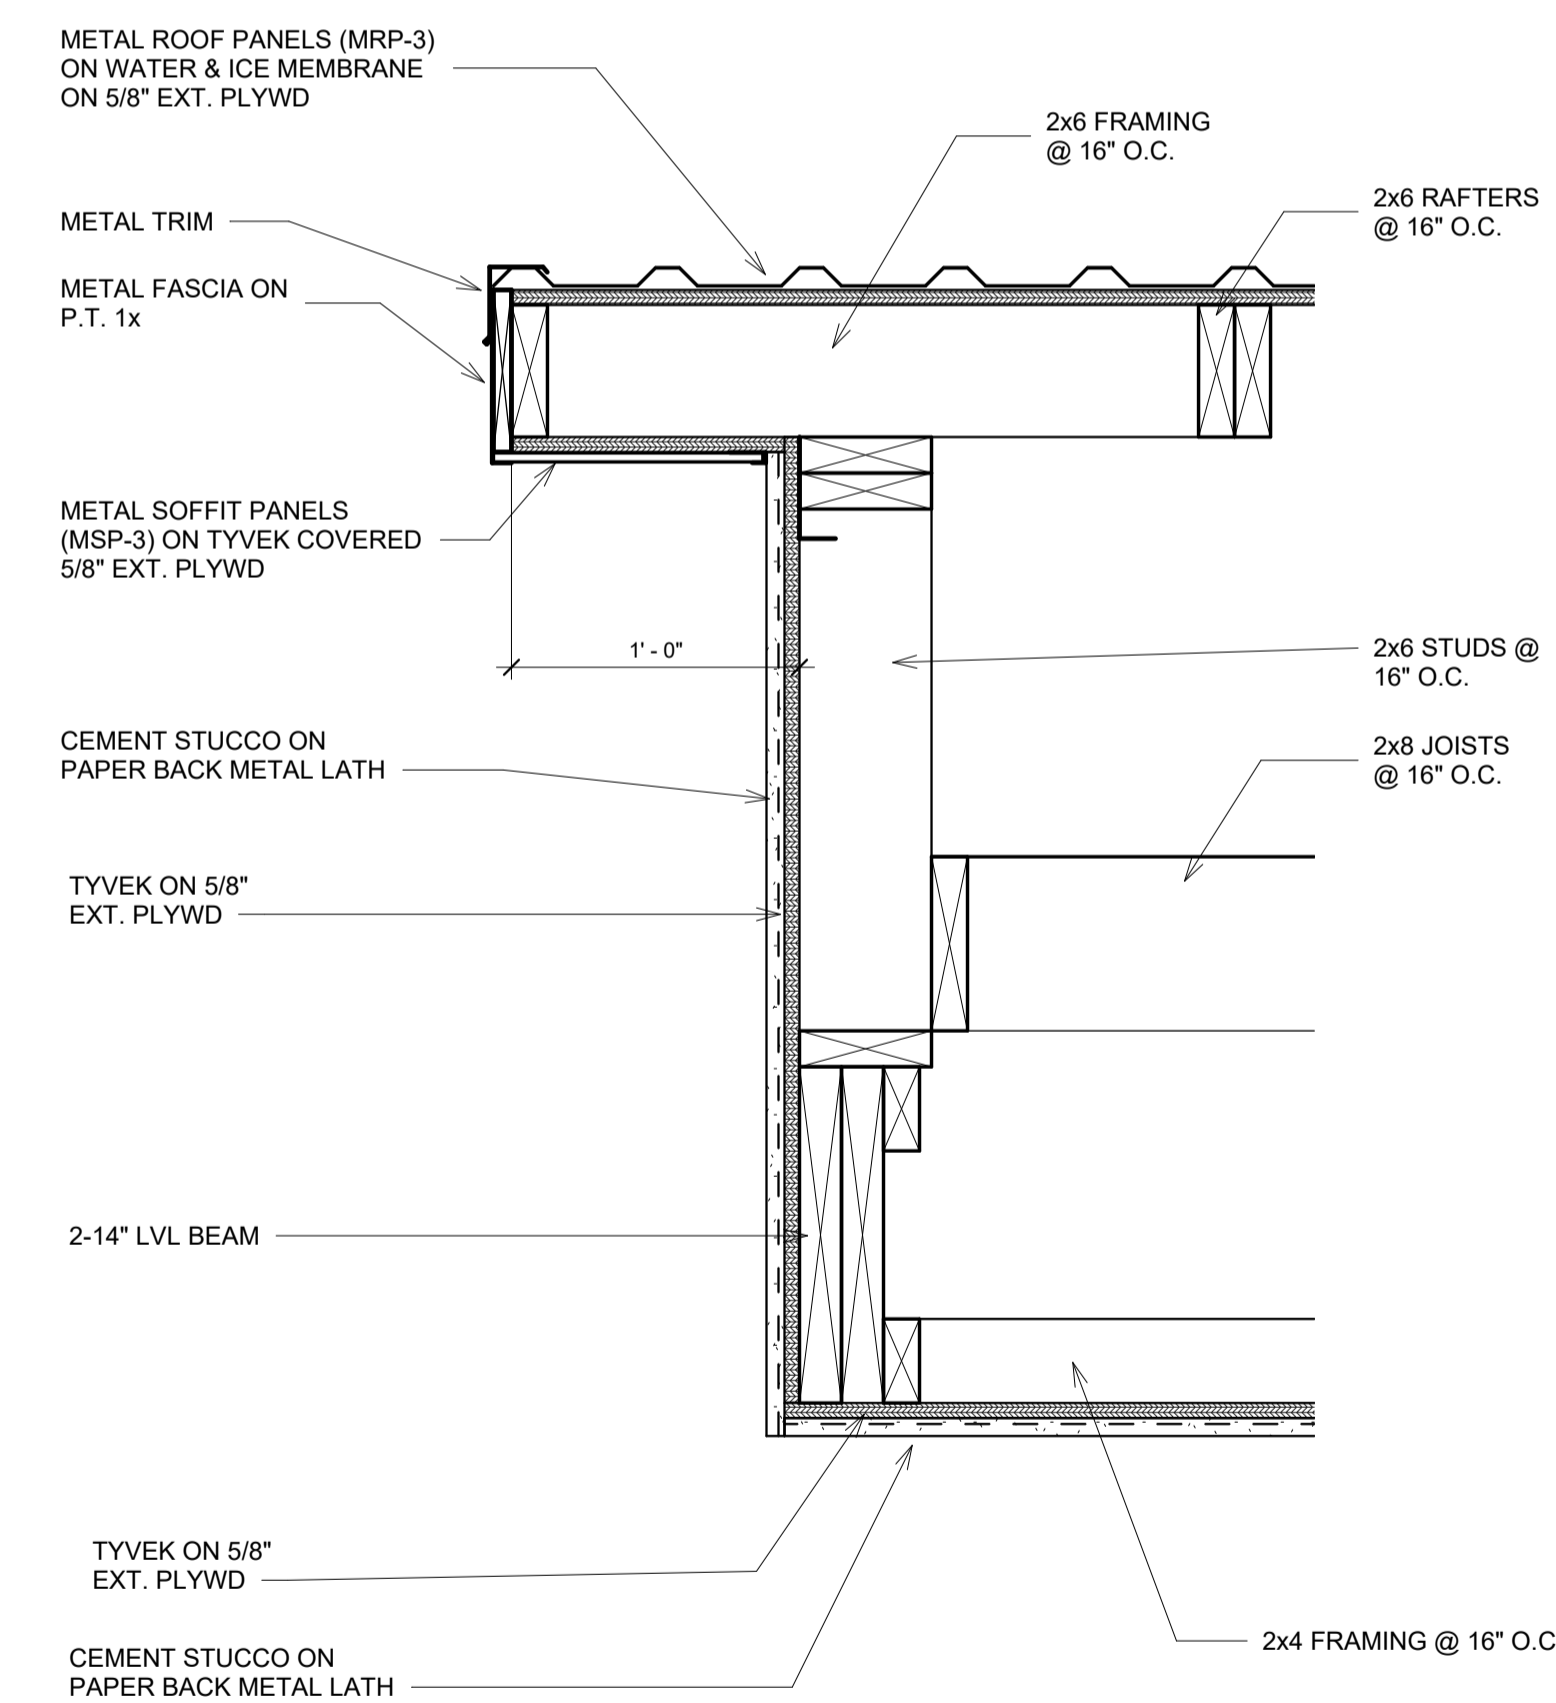 METAL ROOF PANELS (MRP-3)
ON WATER & ICE MEMBRANE
ON 5/8" EXT. PLYWD
2x6 FRAMING
@ 16" O.C.
2x6 RAFTERS
@ 16" O.C.
METAL TRIM
METAL FASCIA ON
P.T. 1x
METAL SOFFIT PANELS
(MSP-3) ON TYVEK COVERED
5/8" EXT. PLYWD
1' - 0"
2x6 STUDS @
16" O.C.
CEMENT STUCCO ON
PAPER BACK METAL LATH
2x8 JOISTS
@ 16" O.C.
TYVEK ON 5/8"
EXT. PLYWD
2-14" LVL BEAM
TYVEK ON 5/8"
EXT. PLYWD
2x4 FRAMING @ 16" O.C
CEMENT STUCCO ON
PAPER BACK METAL LATH